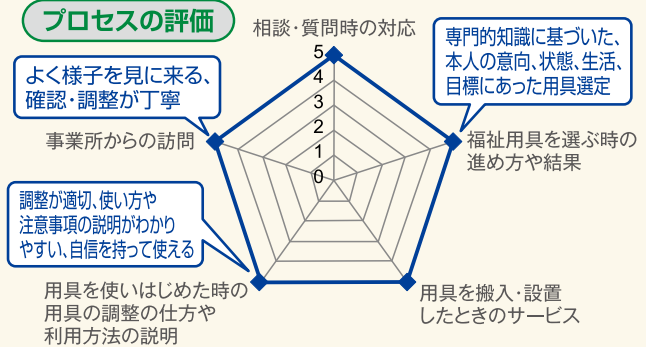 プロセスの評価
相談・質問時の対応
専門的知識に基づいた、
本人の意向、状態、生活、
目標にあった用具選定
よく様子を見に来る、
確認・調整が丁寧
5
4
3
2
1
0
事業所からの訪問
福祉用具を選ぶ時の
進め方や結果
調整が適切、使い方や
注意事項の説明がわかり
やすい、自信を持って使える
用具を使いはじめた時の
用具の調整の仕方や
利用方法の説明
用具を搬入・設置
したときのサービス